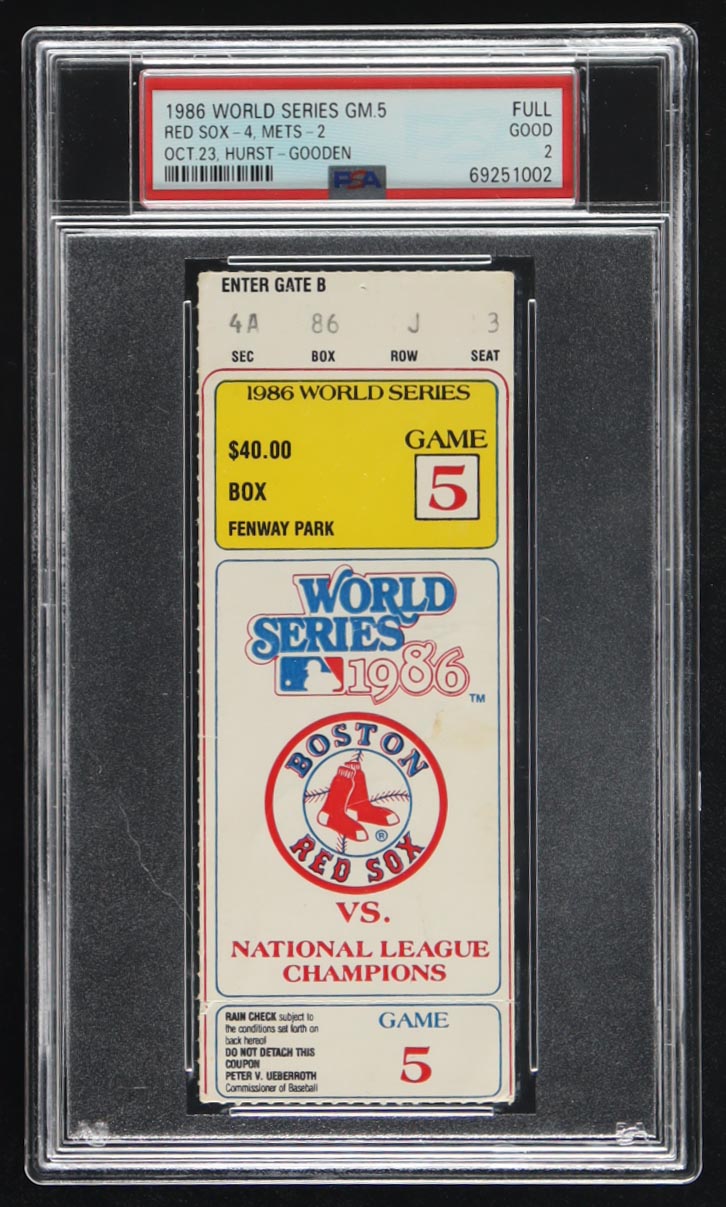 1986 WORLD SERIES GM.5 FULL
RED SOX-4, METS-2 GOOD
OCT.23, HURST-GOODEN 2
PSA 69251002
ENTER GATE B
4A 86 J 3
SEC BOX ROW SEAT
1986 WORLD SERIES
$40.00 GAME
BOX 5
FENWAY PARK
WORLD
SERIES
1986 ™
BOSTON
RED SOX ®
VS.
NATIONAL LEAGUE
CHAMPIONS
RAIN CHECK subject to
the conditions set forth on
back hereof
DO NOT DETACH THIS
COUPON
PETER V. UEBERROTH
Commissioner of Baseball
GAME
5